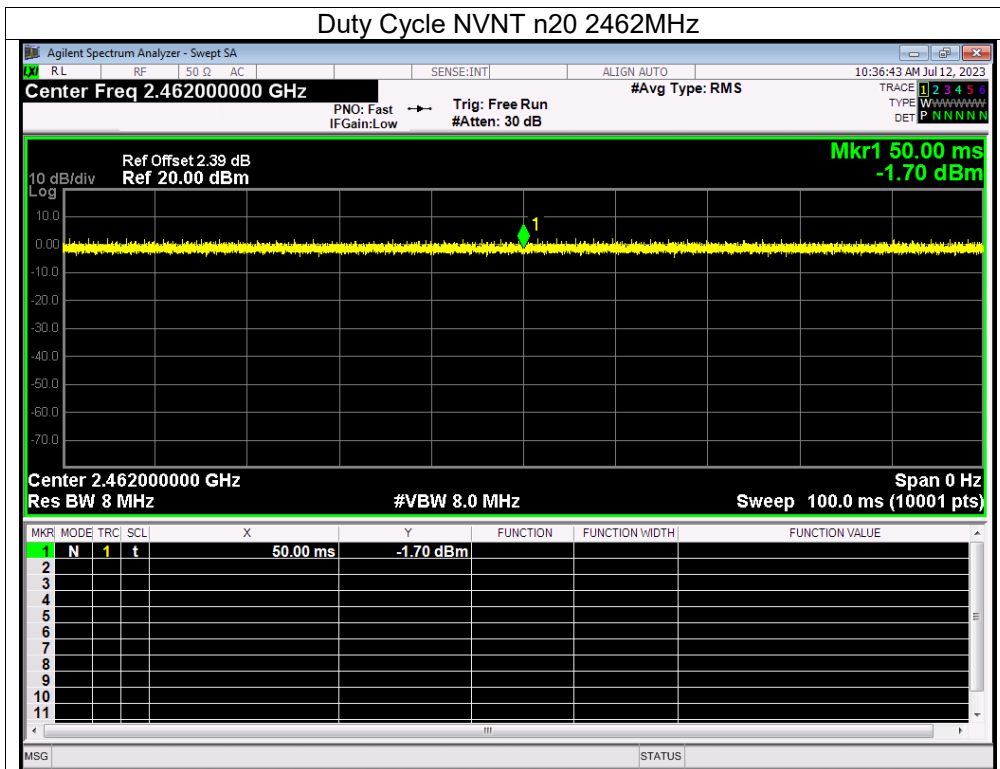 Duty Cycle NVNT n20 2462MHz
Agilent Spectrum Analyzer - Swept SA
LXI RL RF 50 Ω AC SENSE:INT ALIGN AUTO 10:36:43 AM Jul 12, 2023
Center Freq 2.462000000 GHz #Avg Type: RMS TRACE 1 2 3 4 5 6
PNO: Fast Trig: Free Run TYPE WWWWWW
IFGain:Low #Atten: 30 dB DET P N N N N N
Mkr1 50.00 ms
Ref Offset 2.39 dB
10 dB/div Ref 20.00 dBm -1.70 dBm
Log
10.0
1
0.00
-10.0
-20.0
-30.0
-40.0
-50.0
-60.0
-70.0
Center 2.462000000 GHz Span 0 Hz
Res BW 8 MHz #VBW 8.0 MHz Sweep 100.0 ms (10001 pts)
MKR MODE TRC SCL X Y FUNCTION FUNCTION WIDTH FUNCTION VALUE
1 N 1 t 50.00 ms -1.70 dBm
2
3
4
5
6
7
8
9
10
11
MSG STATUS